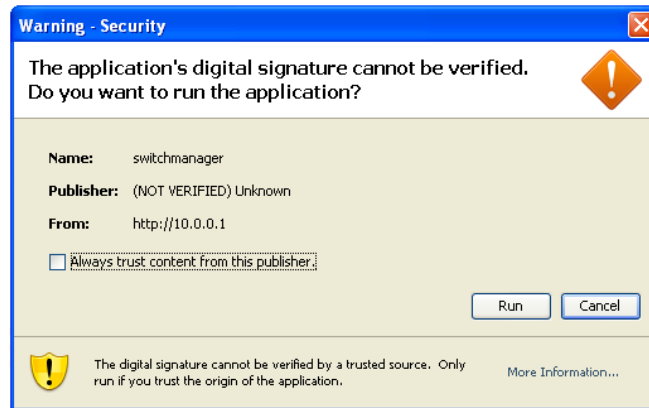 Warning - Security
The application's digital signature cannot be verified.
Do you want to run the application?
Name: switchmanager
Publisher: (NOT VERIFIED) Unknown
From: http://10.0.0.1
Always trust content from this publisher.
Run Cancel
The digital signature cannot be verified by a trusted source. Only
run if you trust the origin of the application.
More Information...